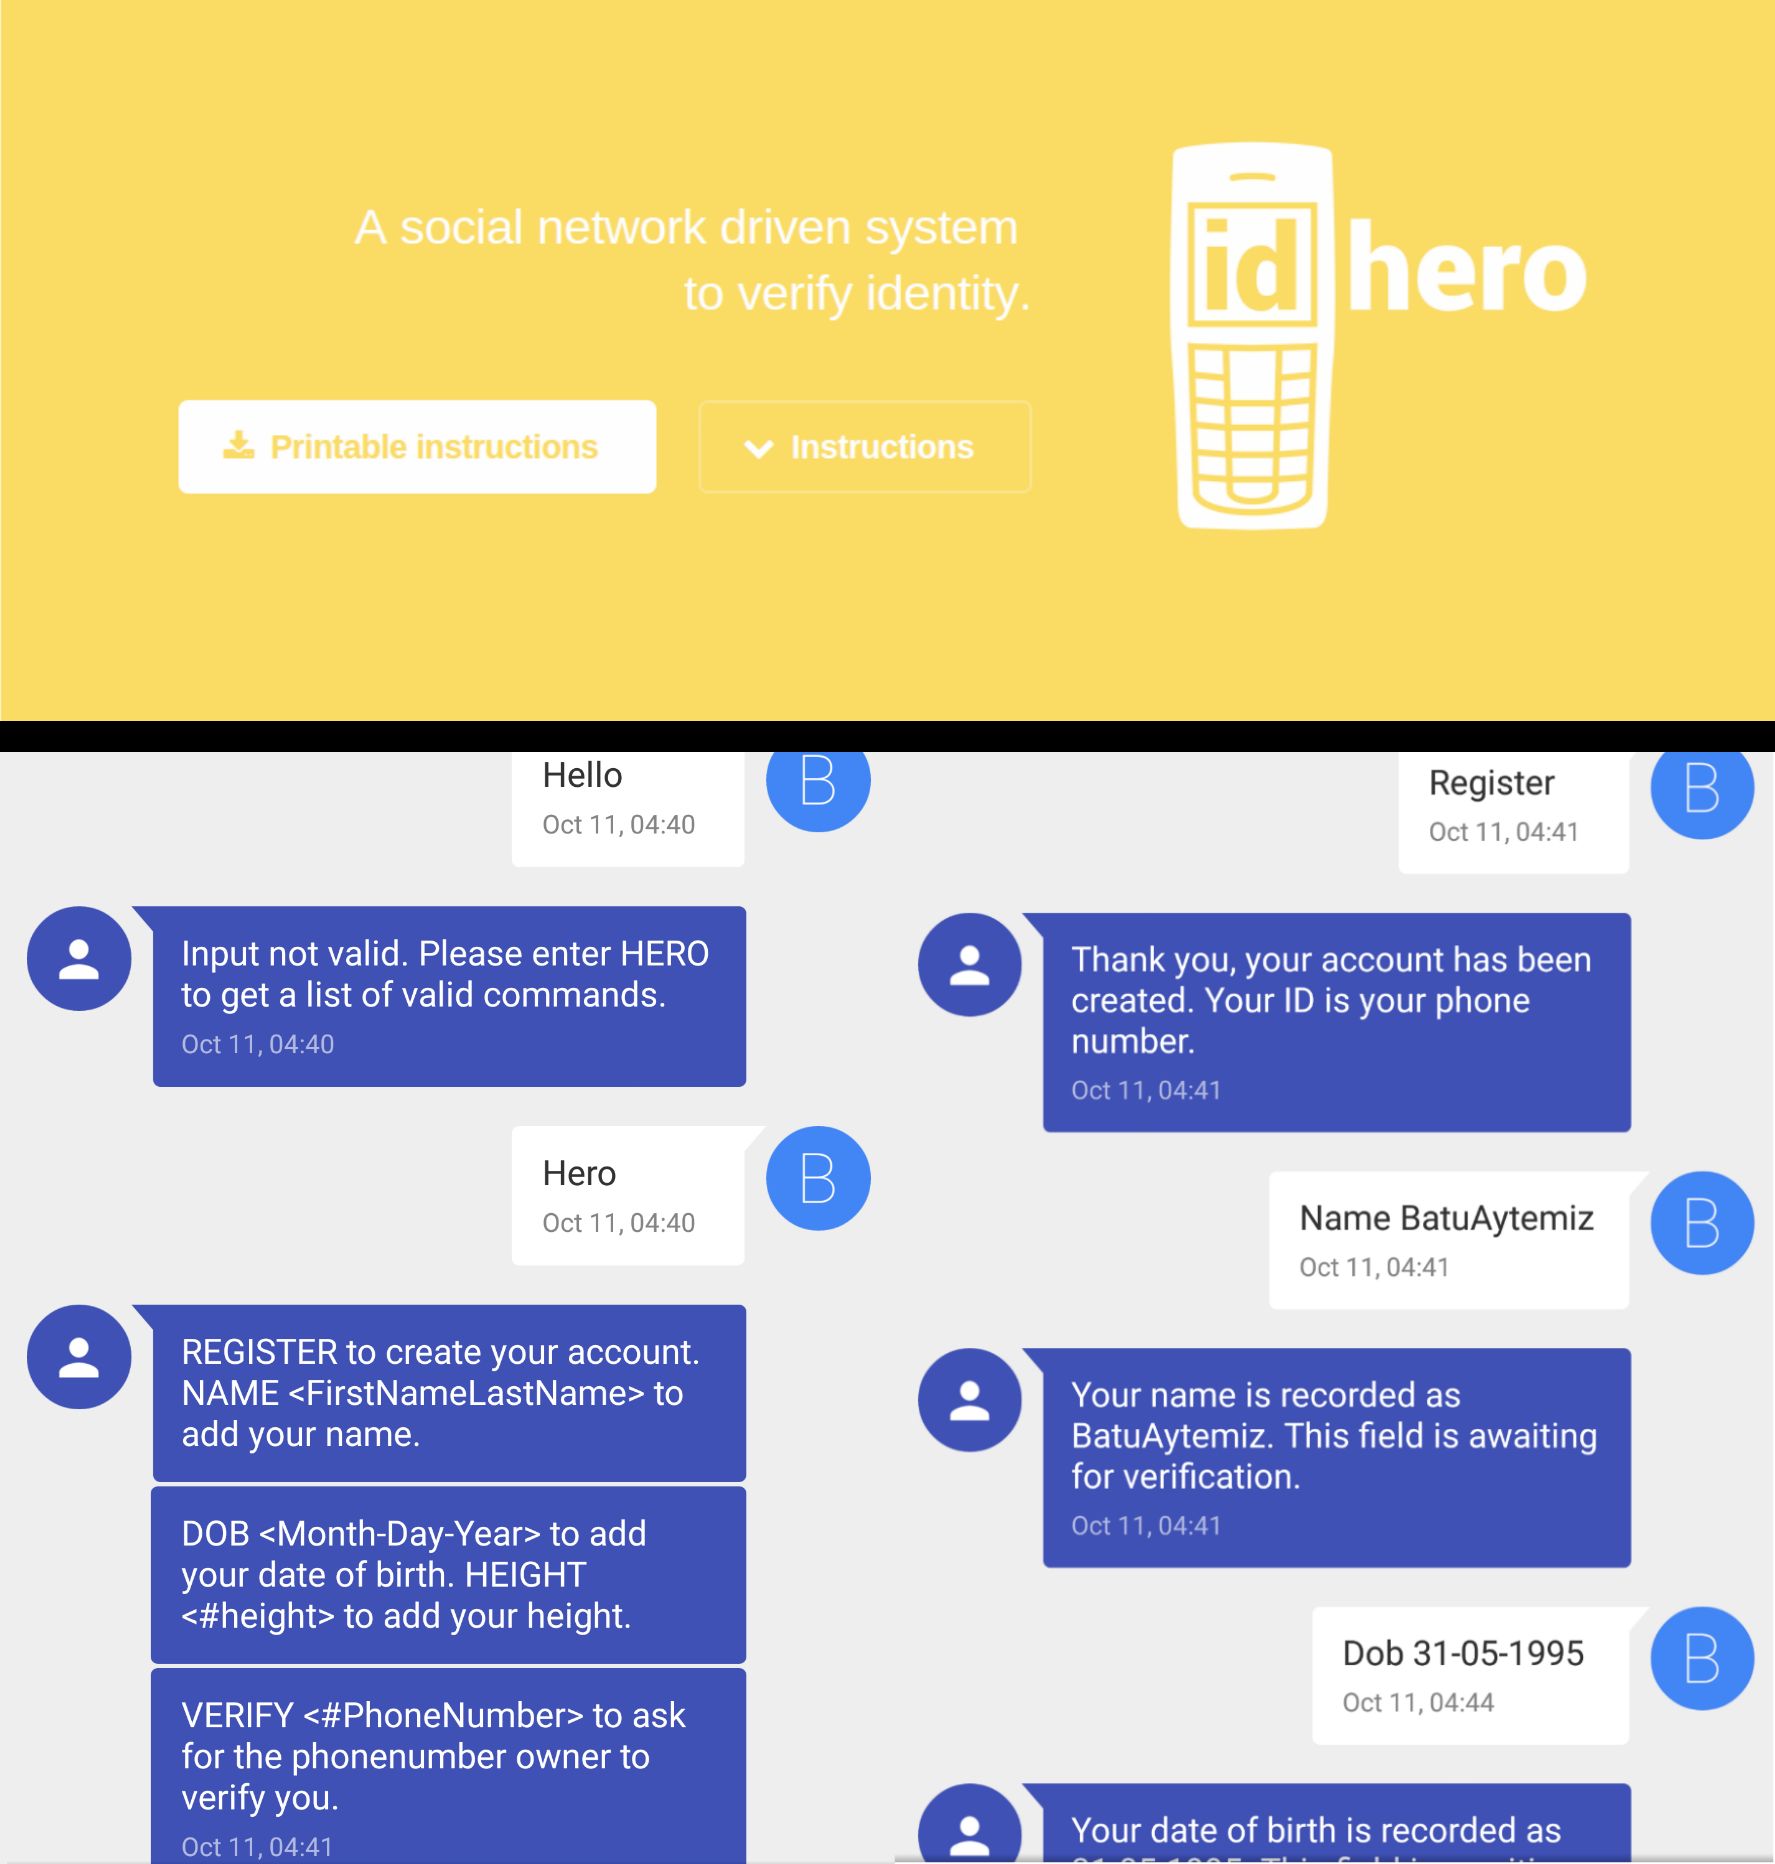 A social network driven system
to verify identity.
Printable instructions
Instructions
id hero
Hello
Oct 11, 04:40
B
Input not valid. Please enter HERO
to get a list of valid commands.
Oct 11, 04:40
Hero
Oct 11, 04:40
B
REGISTER to create your account.
NAME <FirstNameLastName> to
add your name.
DOB <Month-Day-Year> to add
your date of birth. HEIGHT
<#height> to add your height.
VERIFY <#PhoneNumber> to ask
for the phonenumber owner to
verify you.
Oct 11, 04:41
Register
Oct 11, 04:41
B
Thank you, your account has been
created. Your ID is your phone
number.
Oct 11, 04:41
Name BatuAytemiz
Oct 11, 04:41
B
Your name is recorded as
BatuAytemiz. This field is awaiting
for verification.
Oct 11, 04:41
Dob 31-05-1995
Oct 11, 04:44
B
Your date of birth is recorded as